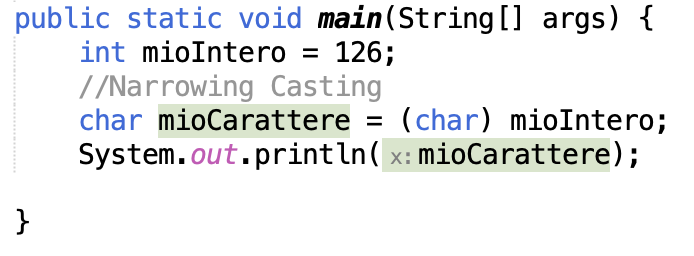 public static void main(String[] args) {
int mioIntero = 126;
//Narrowing Casting
char mioCarattere = (char) mioIntero;
System.out.println( x: mioCarattere);
}